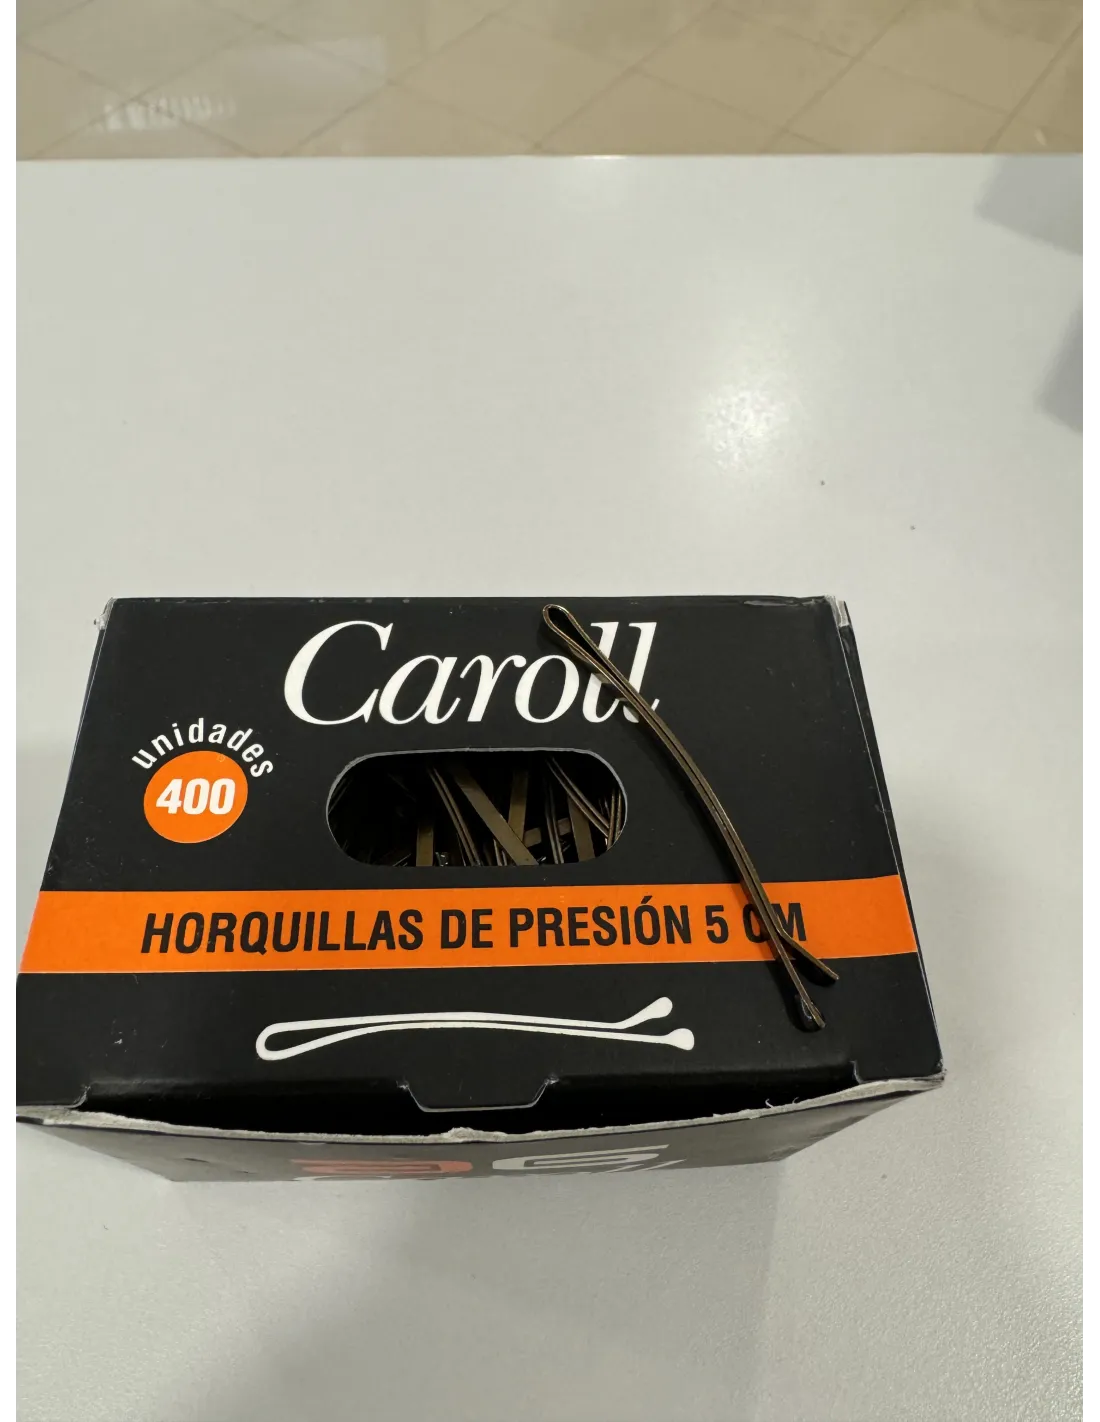 Caroll
unidades
400
HORQUILLAS DE PRESIÓN 5 CM